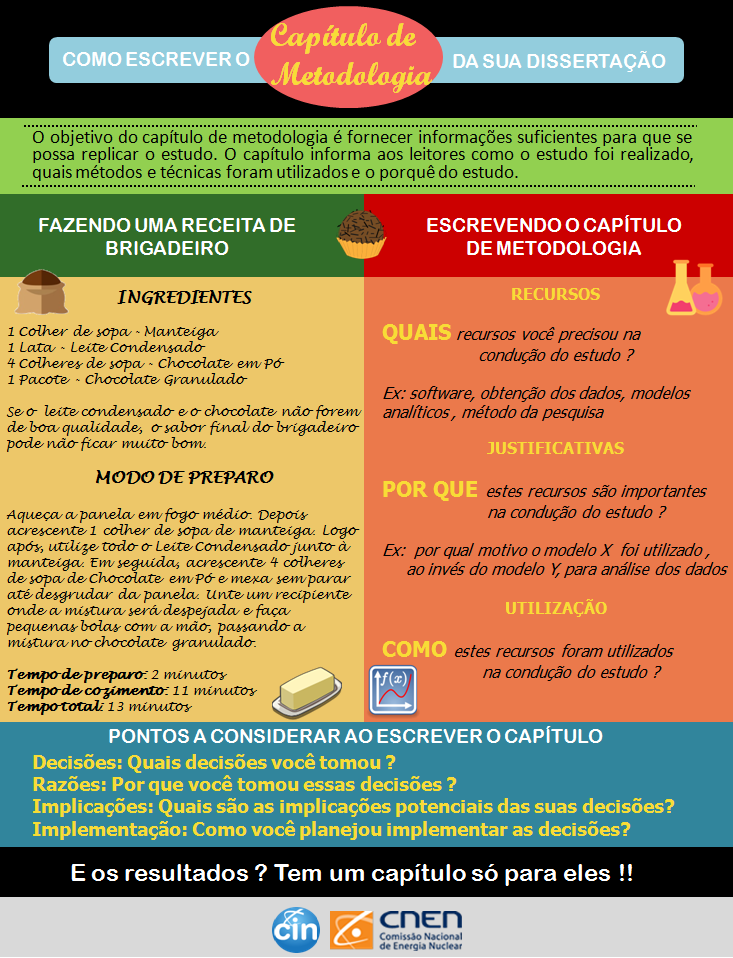 COMO ESCREVER O
Capítulo de
Metodologia
DA SUA DISSERTAÇÃO
O objetivo do capítulo de metodologia é fornecer informações suficientes para que se
possa replicar o estudo. O capítulo informa aos leitores como o estudo foi realizado,
quais métodos e técnicas foram utilizados e o porquê do estudo.
FAZENDO UMA RECEITA DE
BRIGADEIRO
INGREDIENTES
1 Colher de sopa - Manteiga
1 Lata - Leite Condensado
4 Colheres de sopa - Chocolate em Pó
1 Pacote - Chocolate Granulado
Se o leite condensado e o chocolate não forem
de boa qualidade, o sabor final do brigadeiro
pode não ficar muito bom.
MODO DE PREPARO
Aqueça a panela em fogo médio. Depois
acrescente 1 colher de sopa de manteiga. Logo
após, utilize todo o Leite Condensado junto à
manteiga. Em seguida, acrescente 4 colheres
de sopa de Chocolate em Pó e mexa sem parar
até desgrudar da panela. Unte um recipiente
onde a mistura será despejada e faça
pequenas bolas com a mão, passando a
mistura no chocolate granulado.
Tempo de preparo: 2 minutos
Tempo de cozimento: 11 minutos
Tempo total: 13 minutos
ESCREVENDO O CAPÍTULO
DE METODOLOGIA
RECURSOS
QUAIS recursos você precisou na
condução do estudo ?
Ex: software, obtenção dos dados, modelos
analíticos , método da pesquisa
JUSTIFICATIVAS
POR QUE estes recursos são importantes
na condução do estudo ?
Ex: por qual motivo o modelo X foi utilizado ,
ao invés do modelo Y, para análise dos dados
UTILIZAÇÃO
COMO estes recursos foram utilizados
na condução do estudo ?
f(x)
PONTOS A CONSIDERAR AO ESCREVER O CAPÍTULO
Decisões: Quais decisões você tomou ?
Razões: Por que você tomou essas decisões ?
Implicações: Quais são as implicações potenciais das suas decisões?
Implementação: Como você planejou implementar as decisões?
E os resultados ? Tem um capítulo só para eles !!
cin
CNEN
Comissão Nacional
de Energia Nuclear